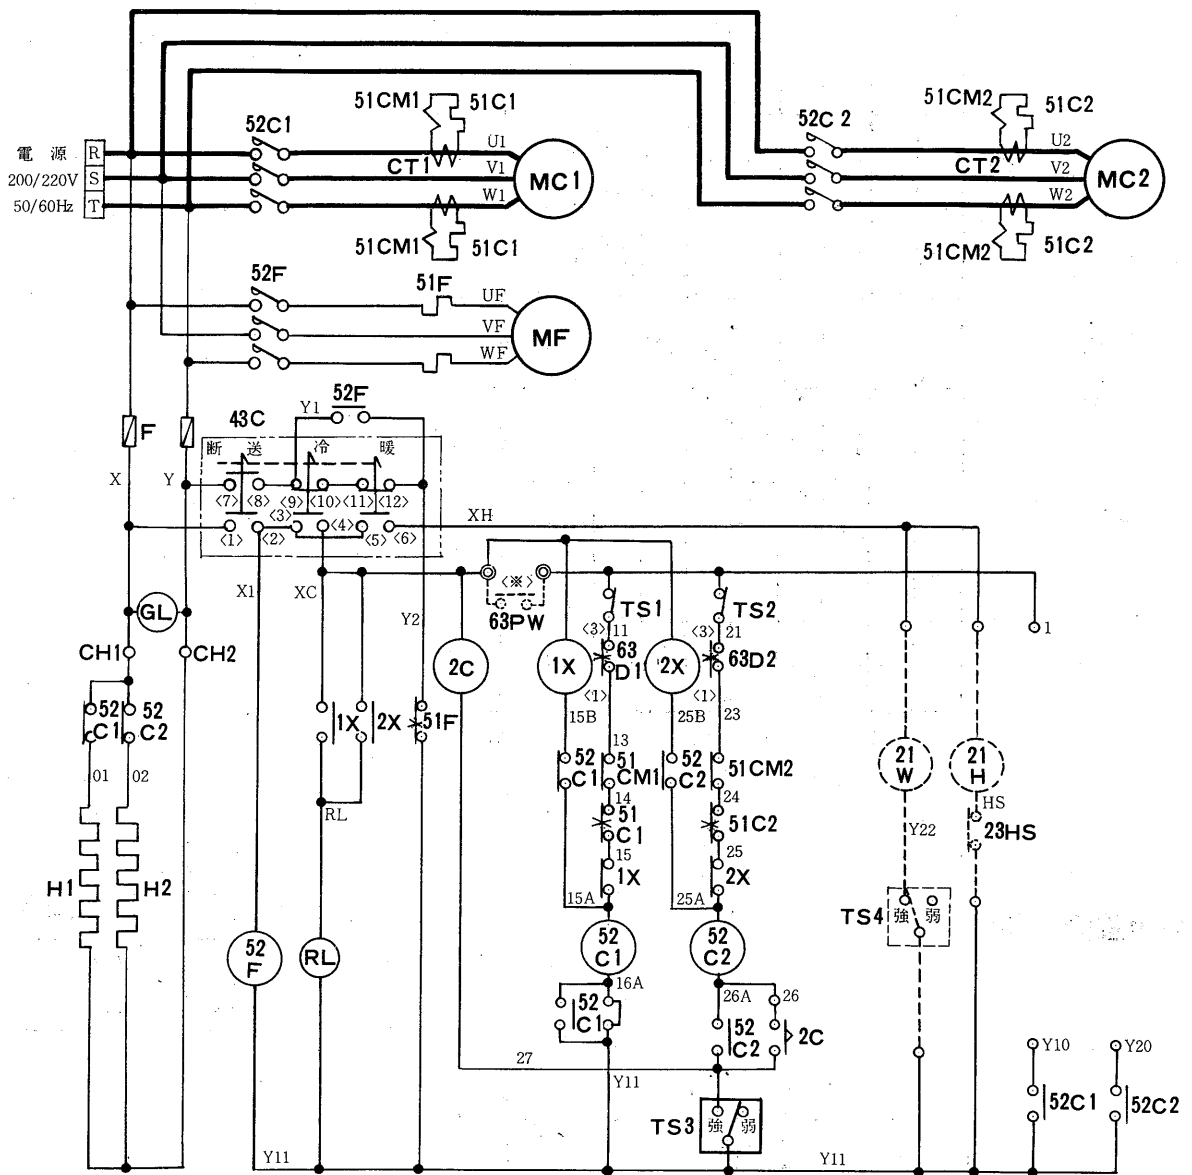 51CM1
51C1
51CM2
51C2
52C1
52C2
電源
R
200/220V
S
50/60Hz
T
CT1
U1
V1
W1
MC1
CT2
U2
V2
W2
MC2
51CM1
51C1
51CM2
51C2
52F
51F
UF
VF
WF
MF
52F
Y1
43C
F
断 送 冷 暖
X
Y
<7> <8> <9> <10> <11> <12>
<3>
<1> <2> <4> <5> <6>
XH
X1
XC
Y2
<※>
63PW
GL
CH1
CH2
TS1
TS2
1
<3> 11
<3> 21
2C
1X
63
D1
2X
63D2
<1>
<1>
52
C1
52
C2
1X
2X
51F
15B
25B
23
13
01
02
52
C1
51
CM1
52
C2
51CM2
21
W
21
H
14
24
HS
RL
51
C1
51C2
Y22
23HS
15
25
1X
2X
H1
H2
15A
25A
TS4
強 弱
52
F
RL
52
C1
52
C2
16A
26A
26
52
C1
52
C2
2C
27
Y11
Y10
Y20
TS3
強 弱
52C1
52C2
Y11
Y11